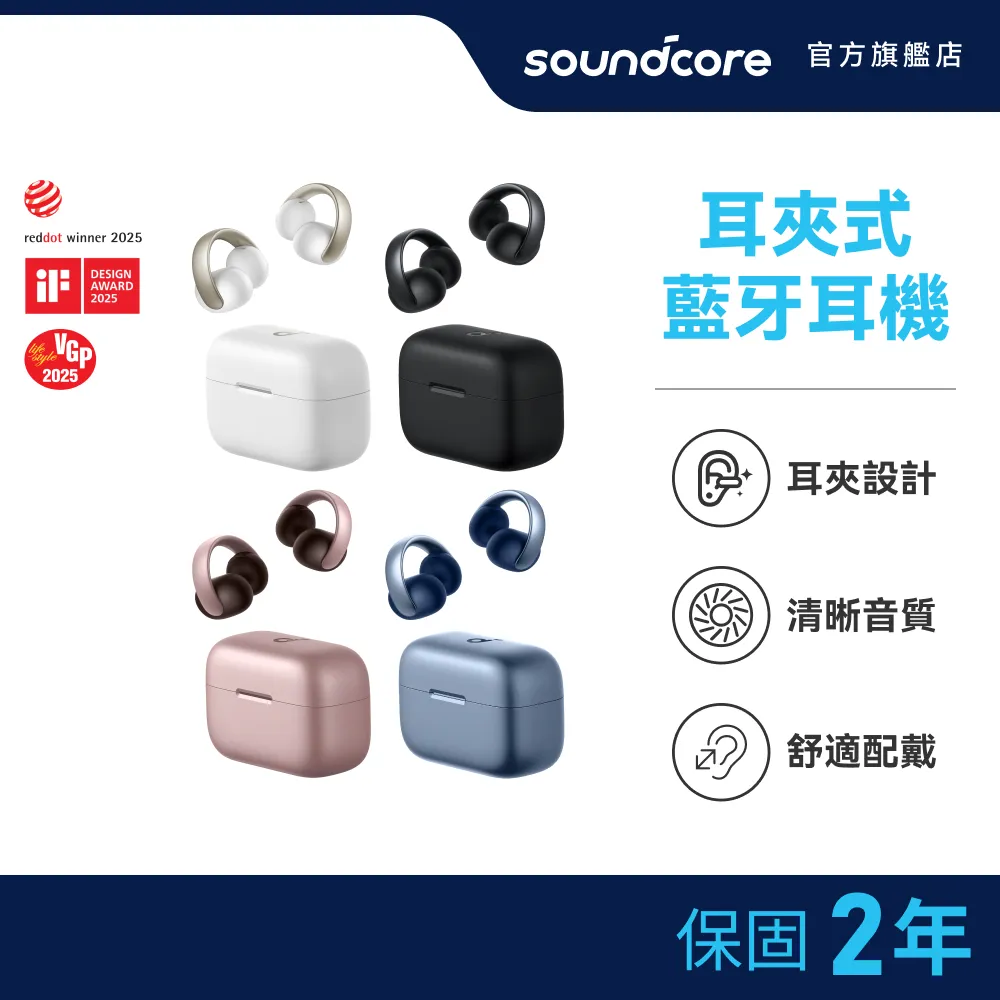 soundcore 官方旗艦店
reddot winner 2025
iF DESIGN AWARD 2025
life style VGP 2025
耳夾式
藍牙耳機
耳夾設計
清晰音質
舒適配戴
保固 2年